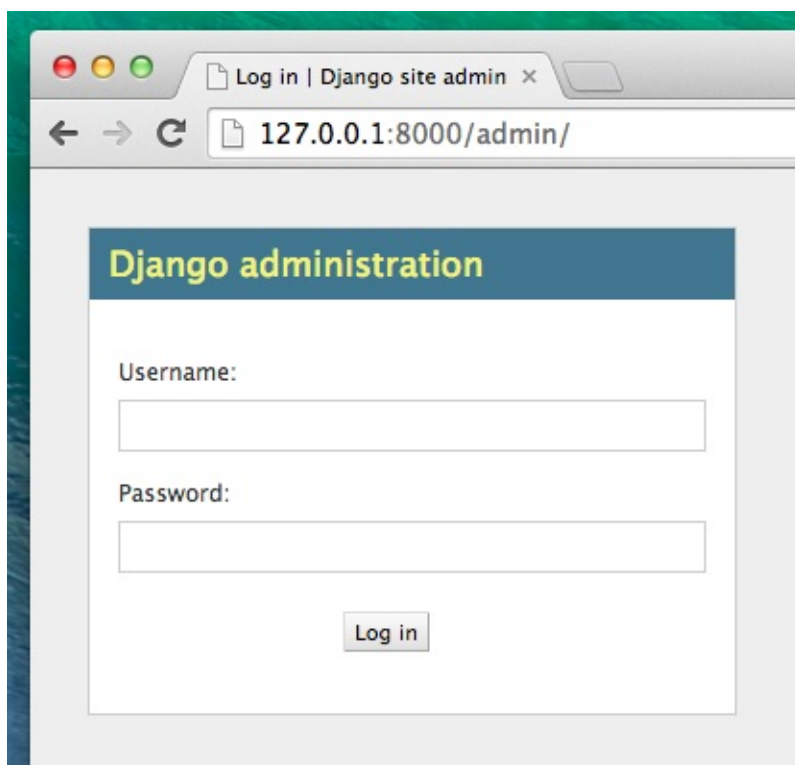 Log in | Django site admin
127.0.0.1:8000/admin/
Django administration
Username:
Password:
Log in